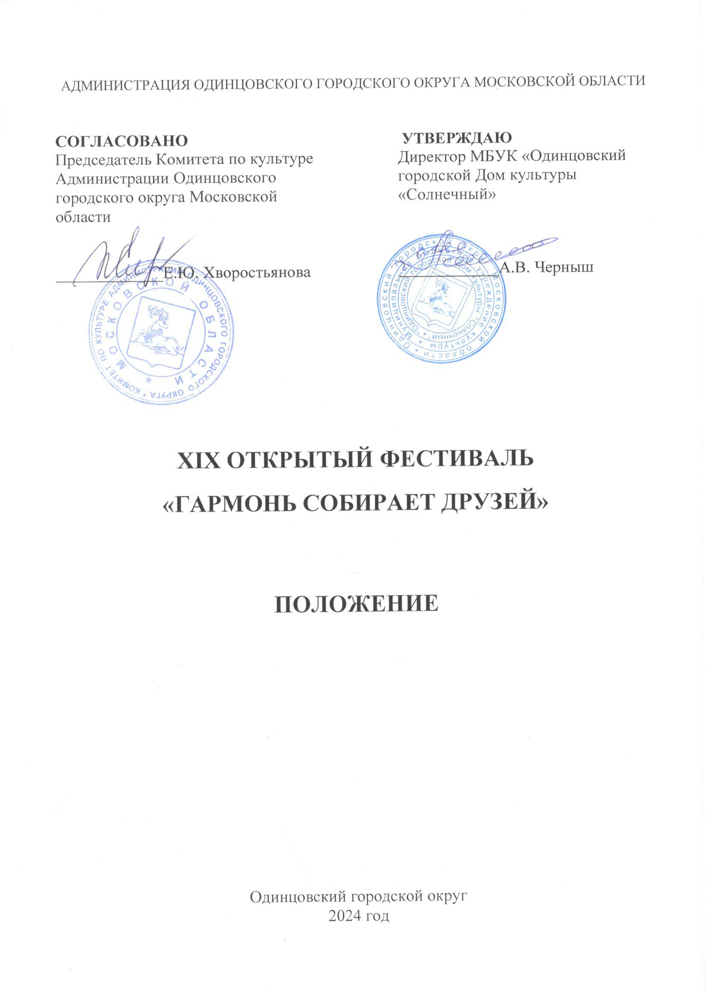 АДМИНИСТРАЦИЯ ОДИНЦОВСКОГО ГОРОДСКОГО ОКРУГА МОСКОВСКОЙ ОБЛАСТИ
СОГЛАСОВАНО
Председатель Комитета по культуре
Администрации Одинцовского
городского округа Московской
области
Е.Ю. Хворостьянова
КОМИТЕТ ПО КУЛЬТУРЕ АДМИНИСТРАЦИИ ОДИНЦОВСКОГО ГОРОДСКОГО ОКРУГА *
МОСКОВСКОЙ ОБЛАСТИ *
УТВЕРЖДАЮ
Директор МБУК «Одинцовский
городской Дом культуры
«Солнечный»
А.В. Черныш
Одинцовский городской округ Московской области *
Муниципальное бюджетное учреждение культуры *
"Одинцовский городской Дом культуры "Солнечный" *
XIX ОТКРЫТЫЙ ФЕСТИВАЛЬ
«ГАРМОНЬ СОБИРАЕТ ДРУЗЕЙ»
ПОЛОЖЕНИЕ
Одинцовский городской округ
2024 год